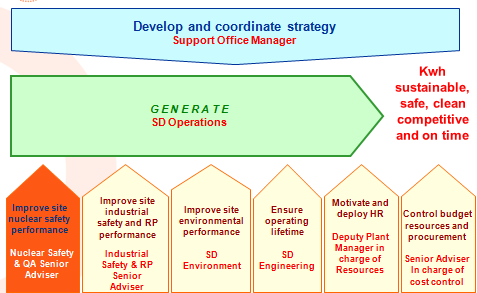 Develop and coordinate strategy
Support Office Manager
GENERATE
SD Operations
Kwh
sustainable,
safe, clean
competitive
and on time
Improve site
nuclear safety
performance
Nuclear Safety
& QA Senior
Adviser
Improve site
industrial
safety and RP
performance
Industrial
Safety & RP
Senior
Adviser
Improve site
environmental
performance
SD
Environment
Ensure
operating
lifetime
SD
Engineering
Motivate and
deploy HR
Deputy Plant
Manager in
charge of
Resources
Control budget
resources and
procurement
Senior Adviser
In charge of
cost control